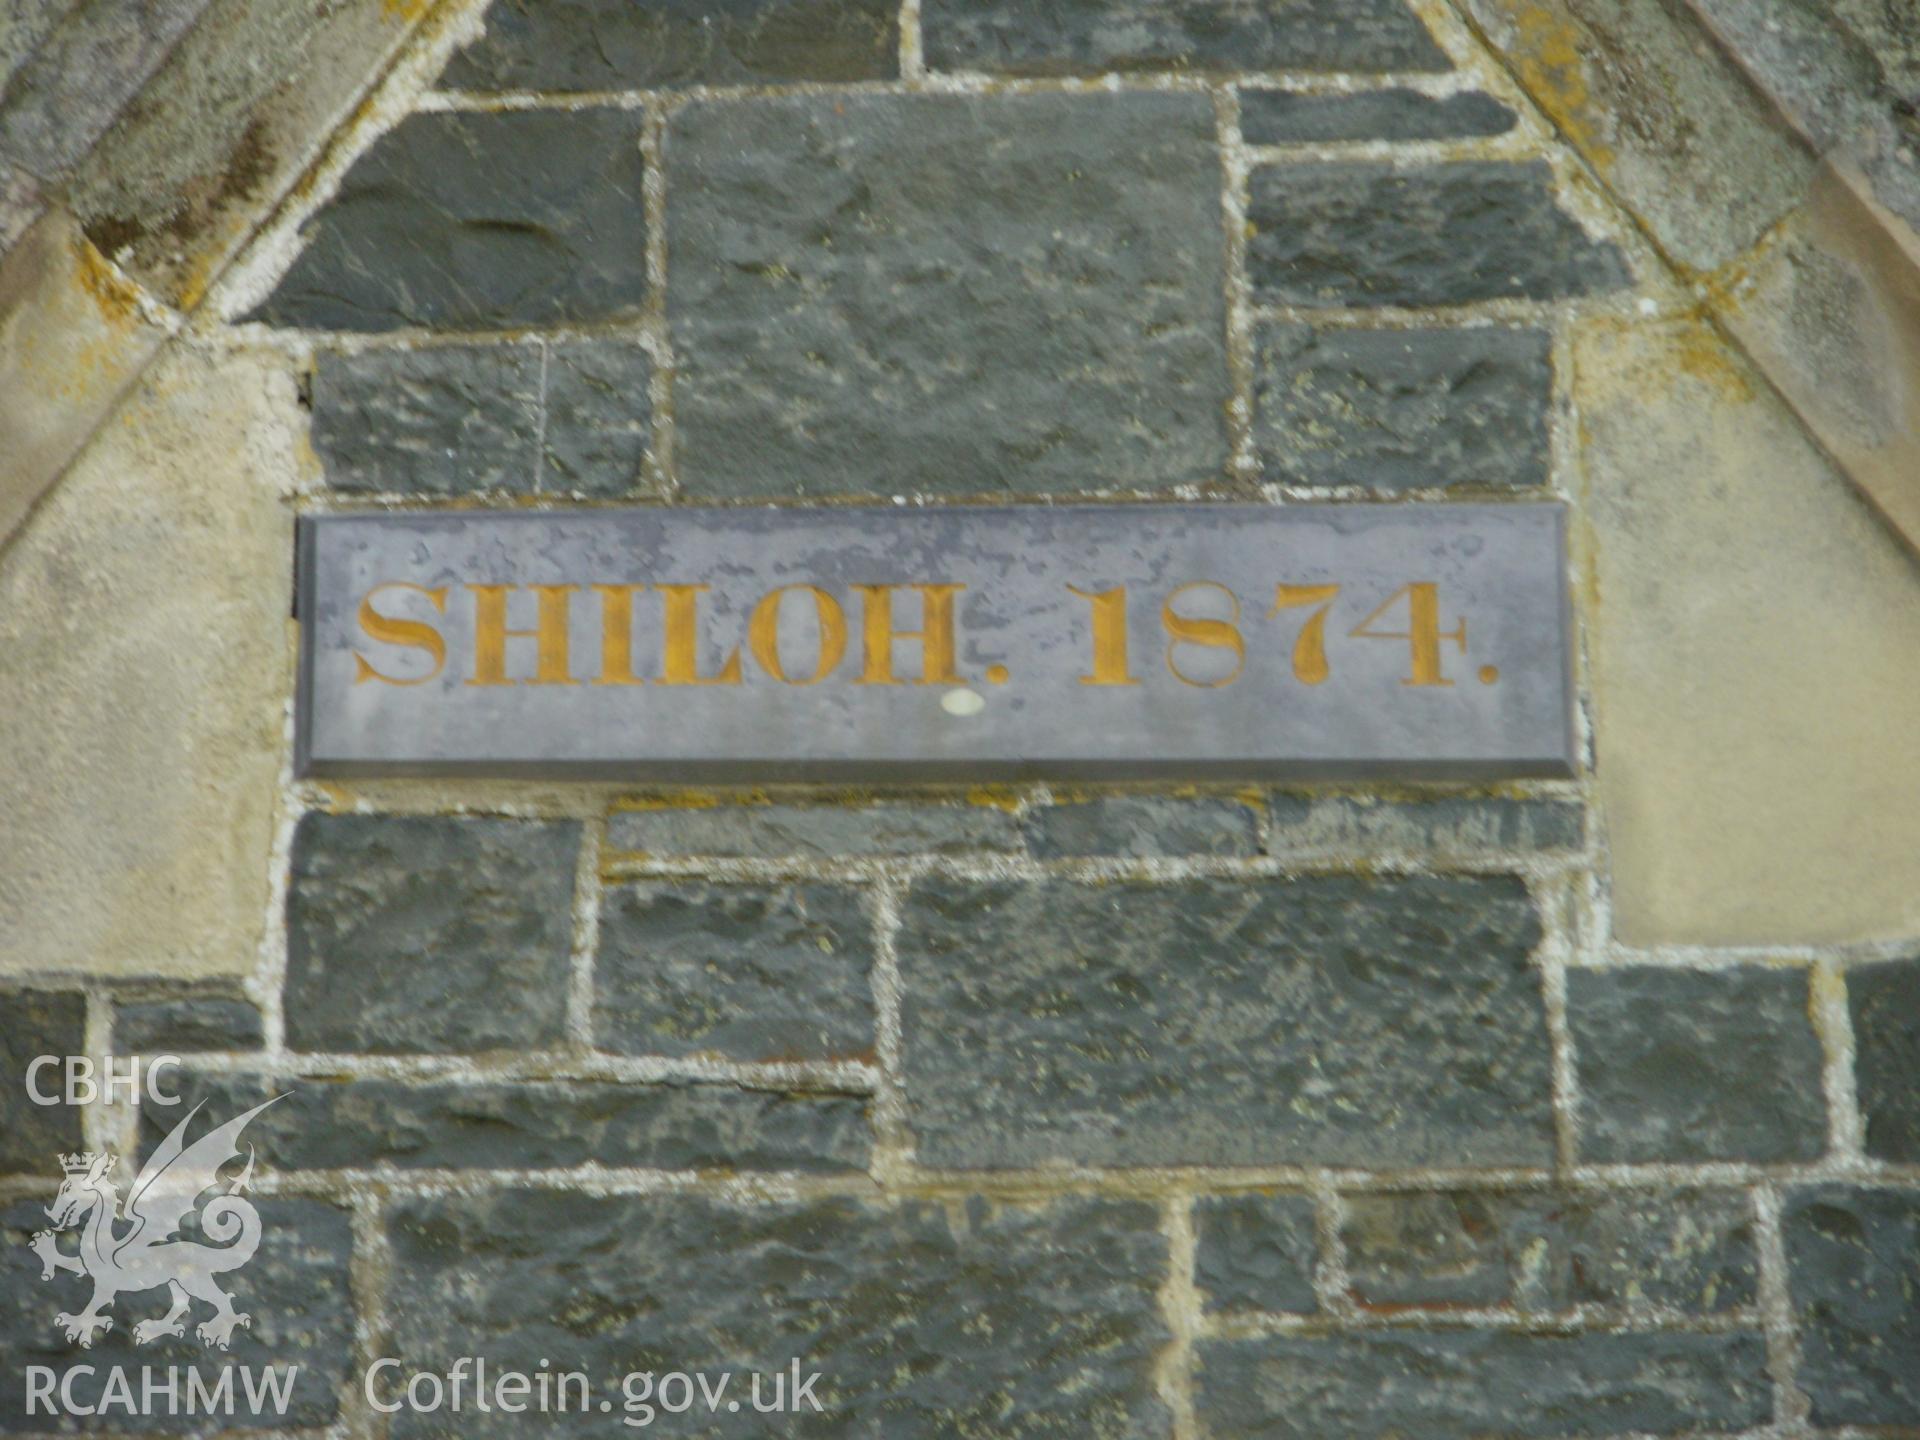 SHILOH. 1874.
CBHC
RCAHMW
Coflein.gov.uk